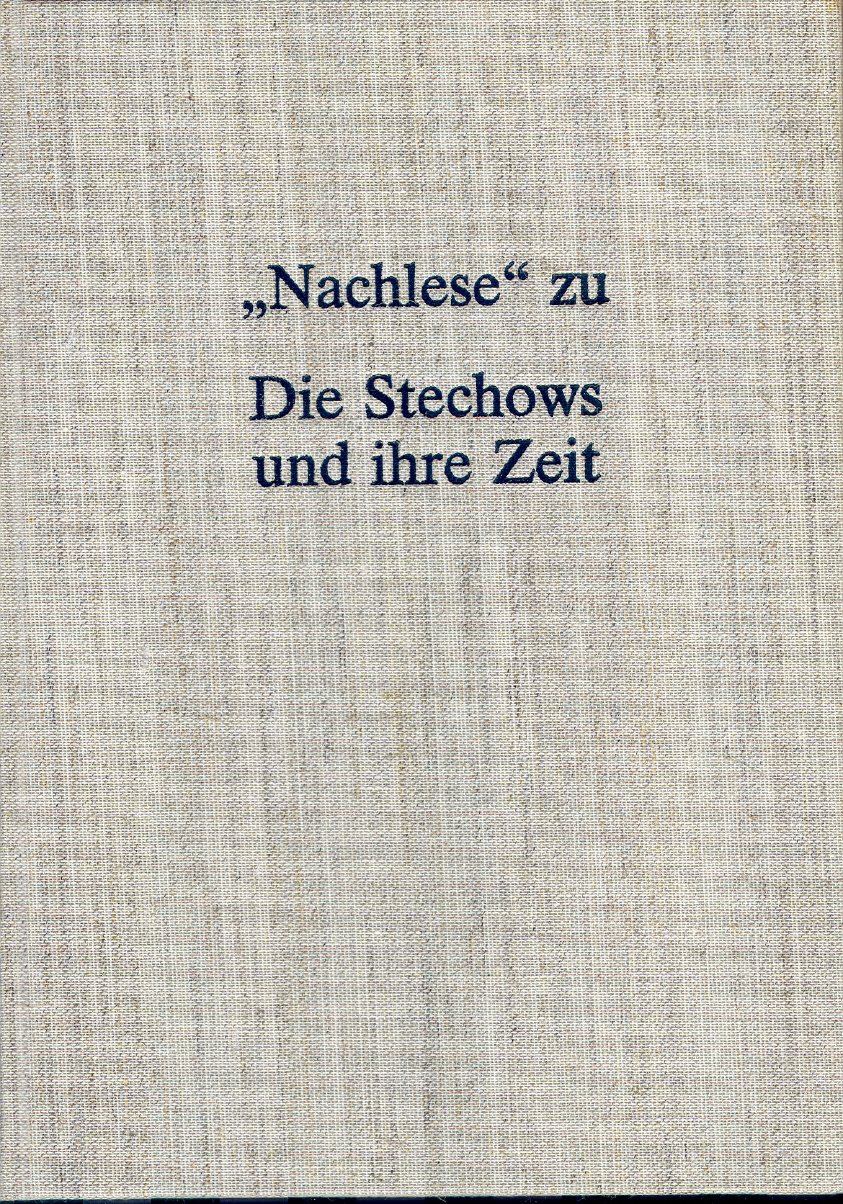 „Nachlese“ zu
Die Stechows
und ihre Zeit